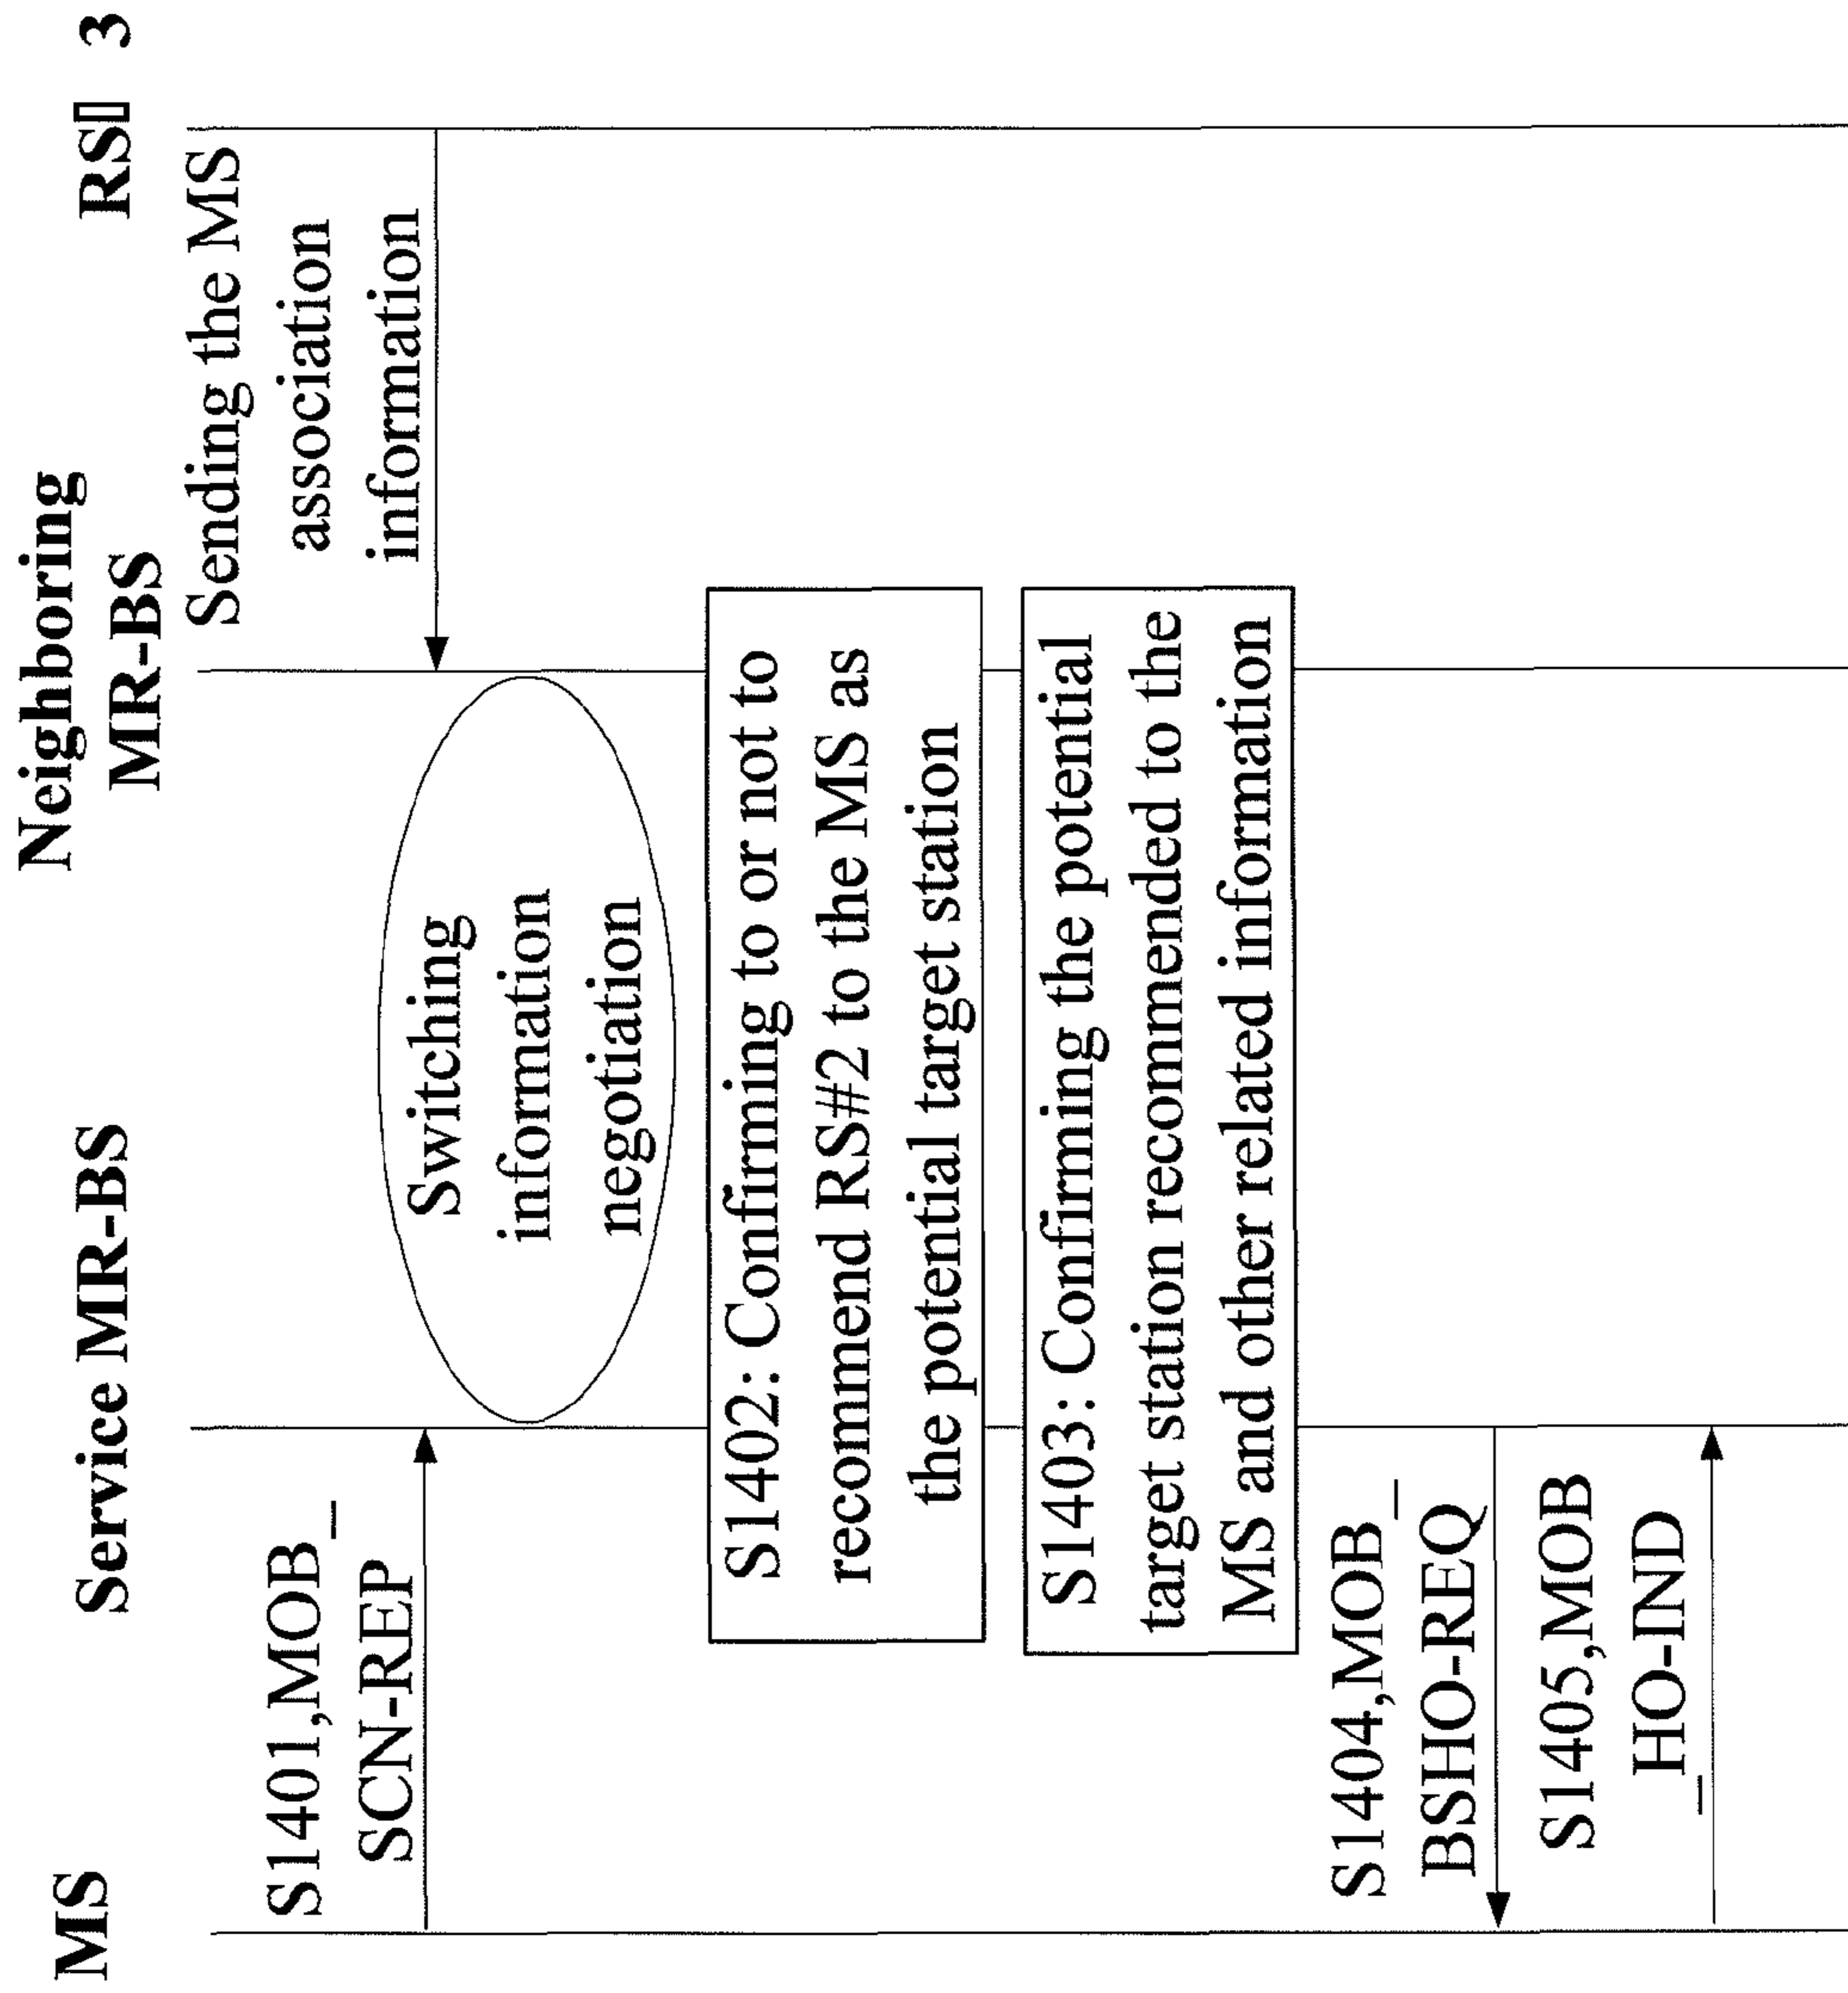 MS
Service MR-BS
Neighboring
MR-BS
RS▯ 3
S1401,MOB_
SCN-REP
Sending the MS
association
information
Switching
information
negotiation
S1402: Confirming to or not to
recommend RS#2 to the MS as
the potential target station
S1403: Confirming the potential
target station recommended to the
MS and other related information
S1404,MOB_
BSHO-REQ
S1405,MOB
_HO-IND